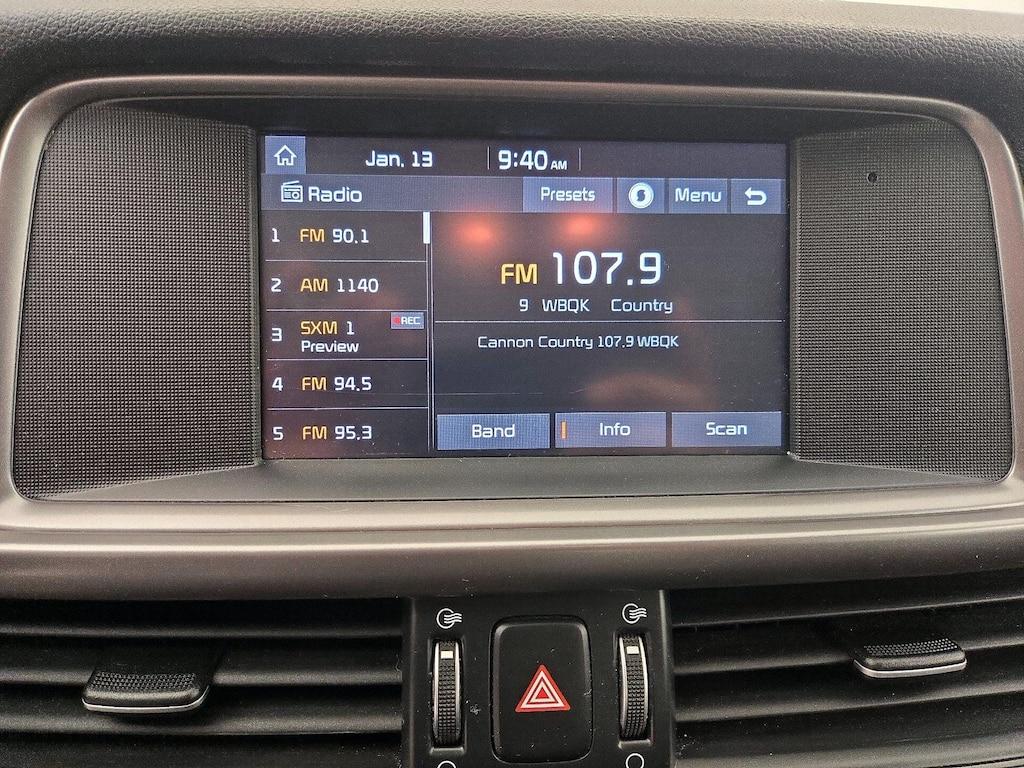 Jan. 13 9:40 AM
Radio Presets Menu
1 FM 90.1
2 AM 1140
3 SXM 1 REC
Preview
4 FM 94.5
5 FM 95.3
FM 107.9
9 WBQK Country
Cannon Country 107.9 WBQK
Band Info Scan